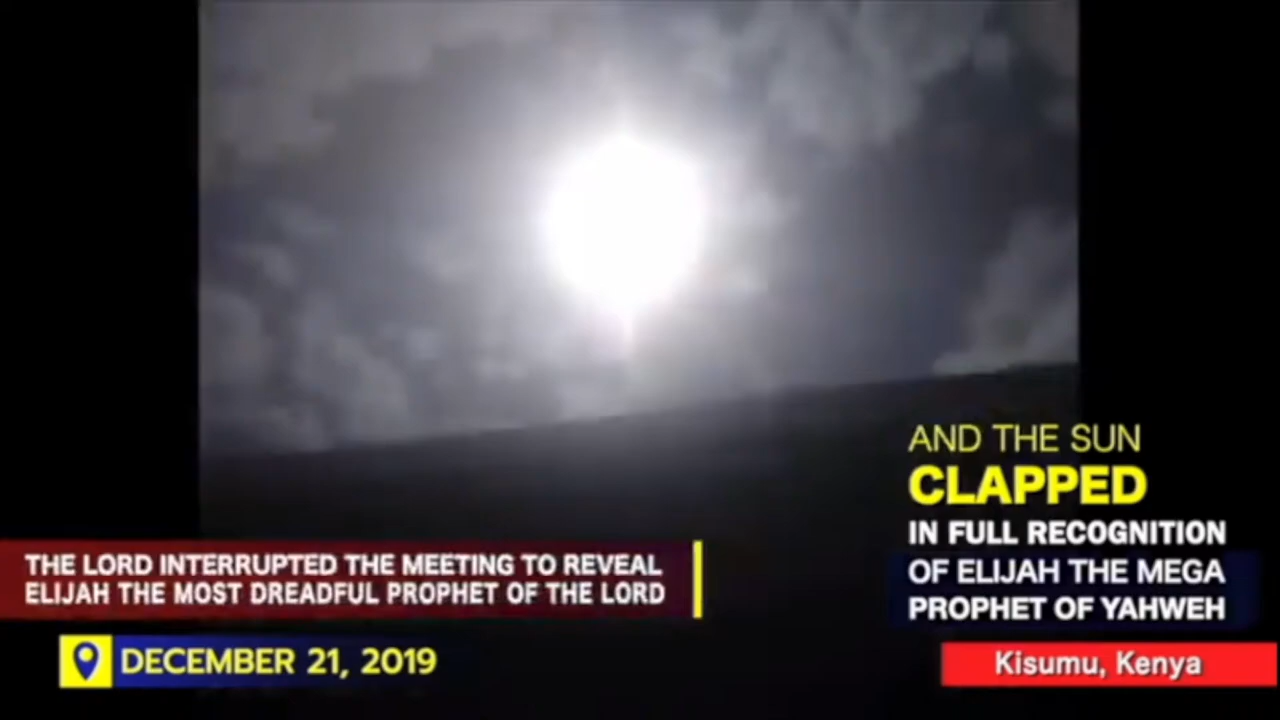 AND THE SUN
CLAPPED
IN FULL RECOGNITION
OF ELIJAH THE MEGA
PROPHET OF YAHWEH
THE LORD INTERRUPTED THE MEETING TO REVEAL
ELIJAH THE MOST DREADFUL PROPHET OF THE LORD
DECEMBER 21, 2019
Kisumu, Kenya